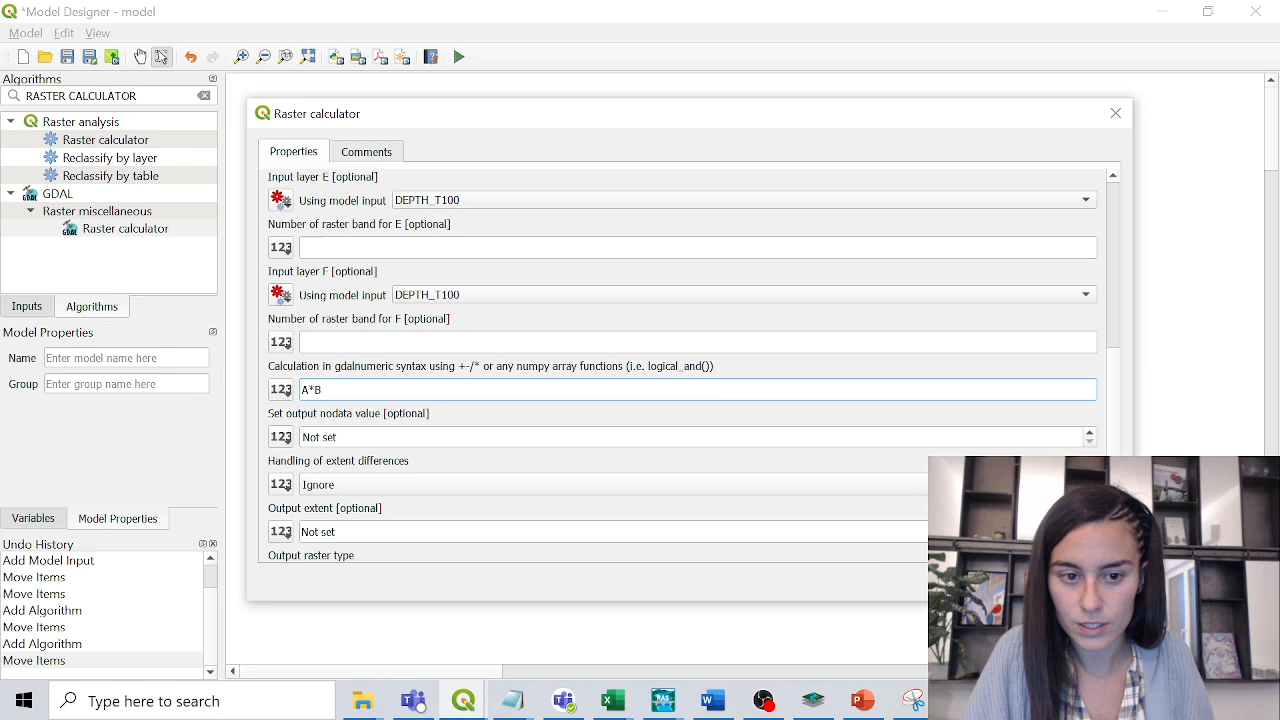 *Model Designer - model
Model Edit View
Algorithms
RASTER CALCULATOR
Raster analysis
Raster calculator
Reclassify by layer
Reclassify by table
GDAL
Raster miscellaneous
Raster calculator
Inputs Algorithms
Model Properties
Name Enter model name here
Group Enter group name here
Variables Model Properties
Undo History
Add Model Input
Move Items
Move Items
Add Algorithm
Move Items
Add Algorithm
Move Items
Raster calculator
Properties Comments
Input layer E [optional]
Using model input DEPTH_T100
Number of raster band for E [optional]
123
Input layer F [optional]
Using model input DEPTH_T100
Number of raster band for F [optional]
123
Calculation in gdalnumeric syntax using +-/* or any numpy array functions (i.e. logical_and())
123 A*B
Set output nodata value [optional]
123 Not set
Handling of extent differences
123 Ignore
Output extent [optional]
123 Not set
Output raster type
Type here to search